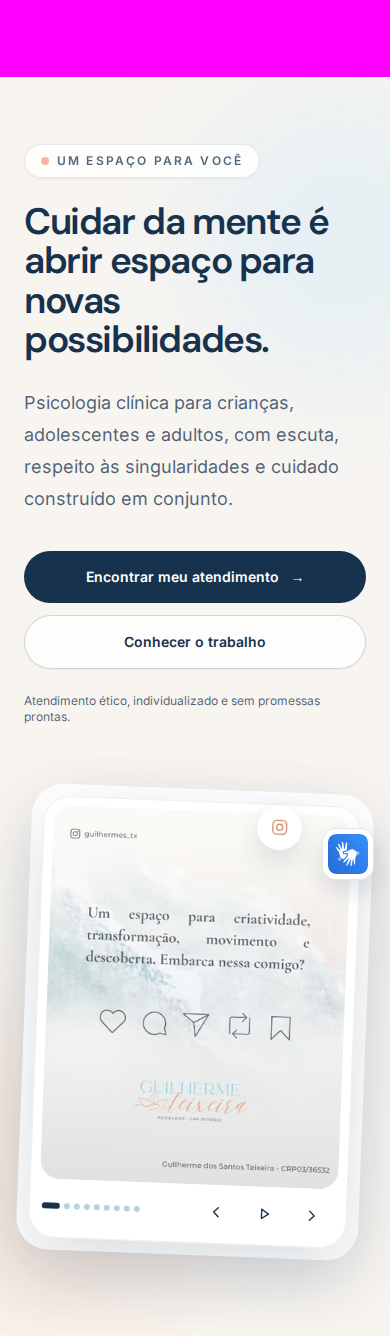 UM ESPAÇO PARA VOCÊ
Cuidar da mente é
abrir espaço para
novas
possibilidades.
Psicologia clínica para crianças,
adolescentes e adultos, com escuta,
respeito às singularidades e cuidado
construído em conjunto.
Encontrar meu atendimento →
Conhecer o trabalho
Atendimento ético, individualizado e sem promessas
prontas.
guilhermes_tx
Um espaço para criatividade,
transformação, movimento e
descoberta. Embarca nessa comigo?
GUILHERME
teixeira
Guilherme dos Santos Teixeira - CRP03/36532